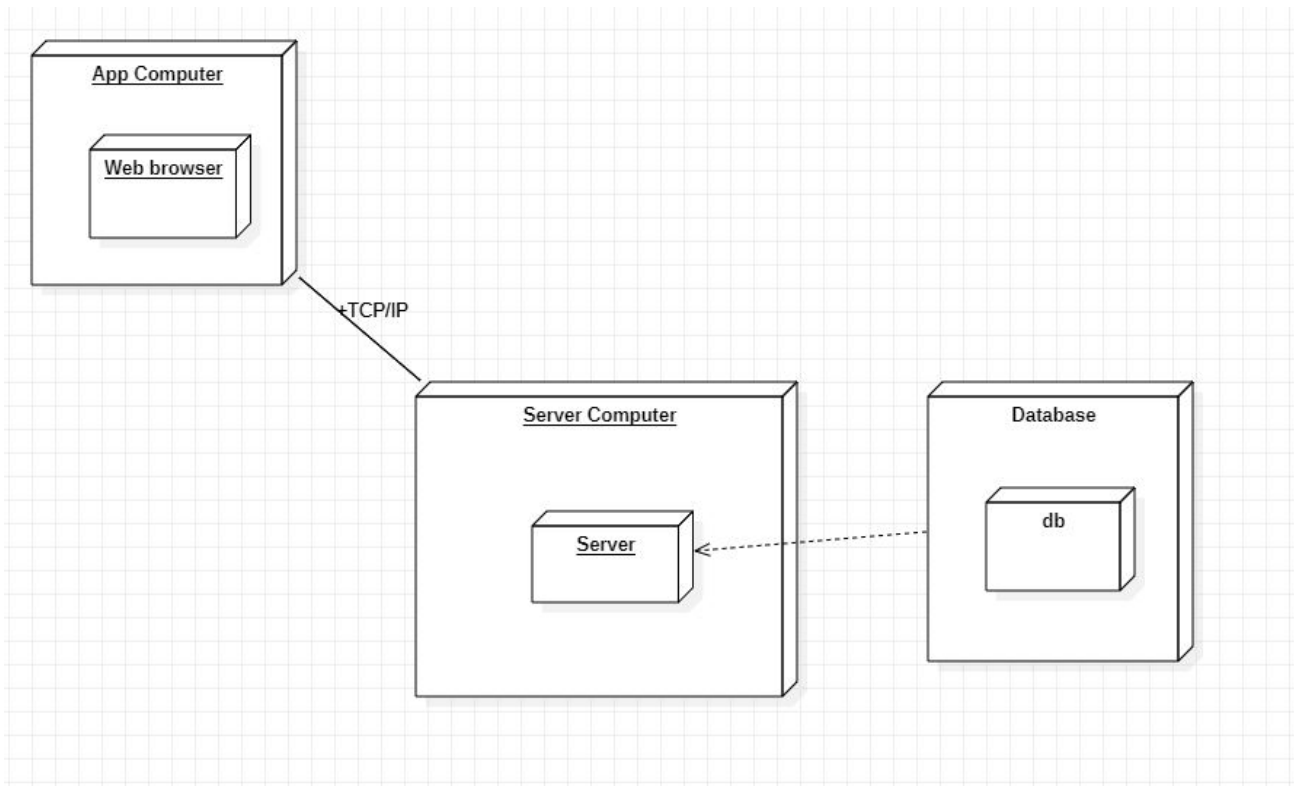 App Computer
Web browser
+TCP/IP
Server Computer
Server
Database
db